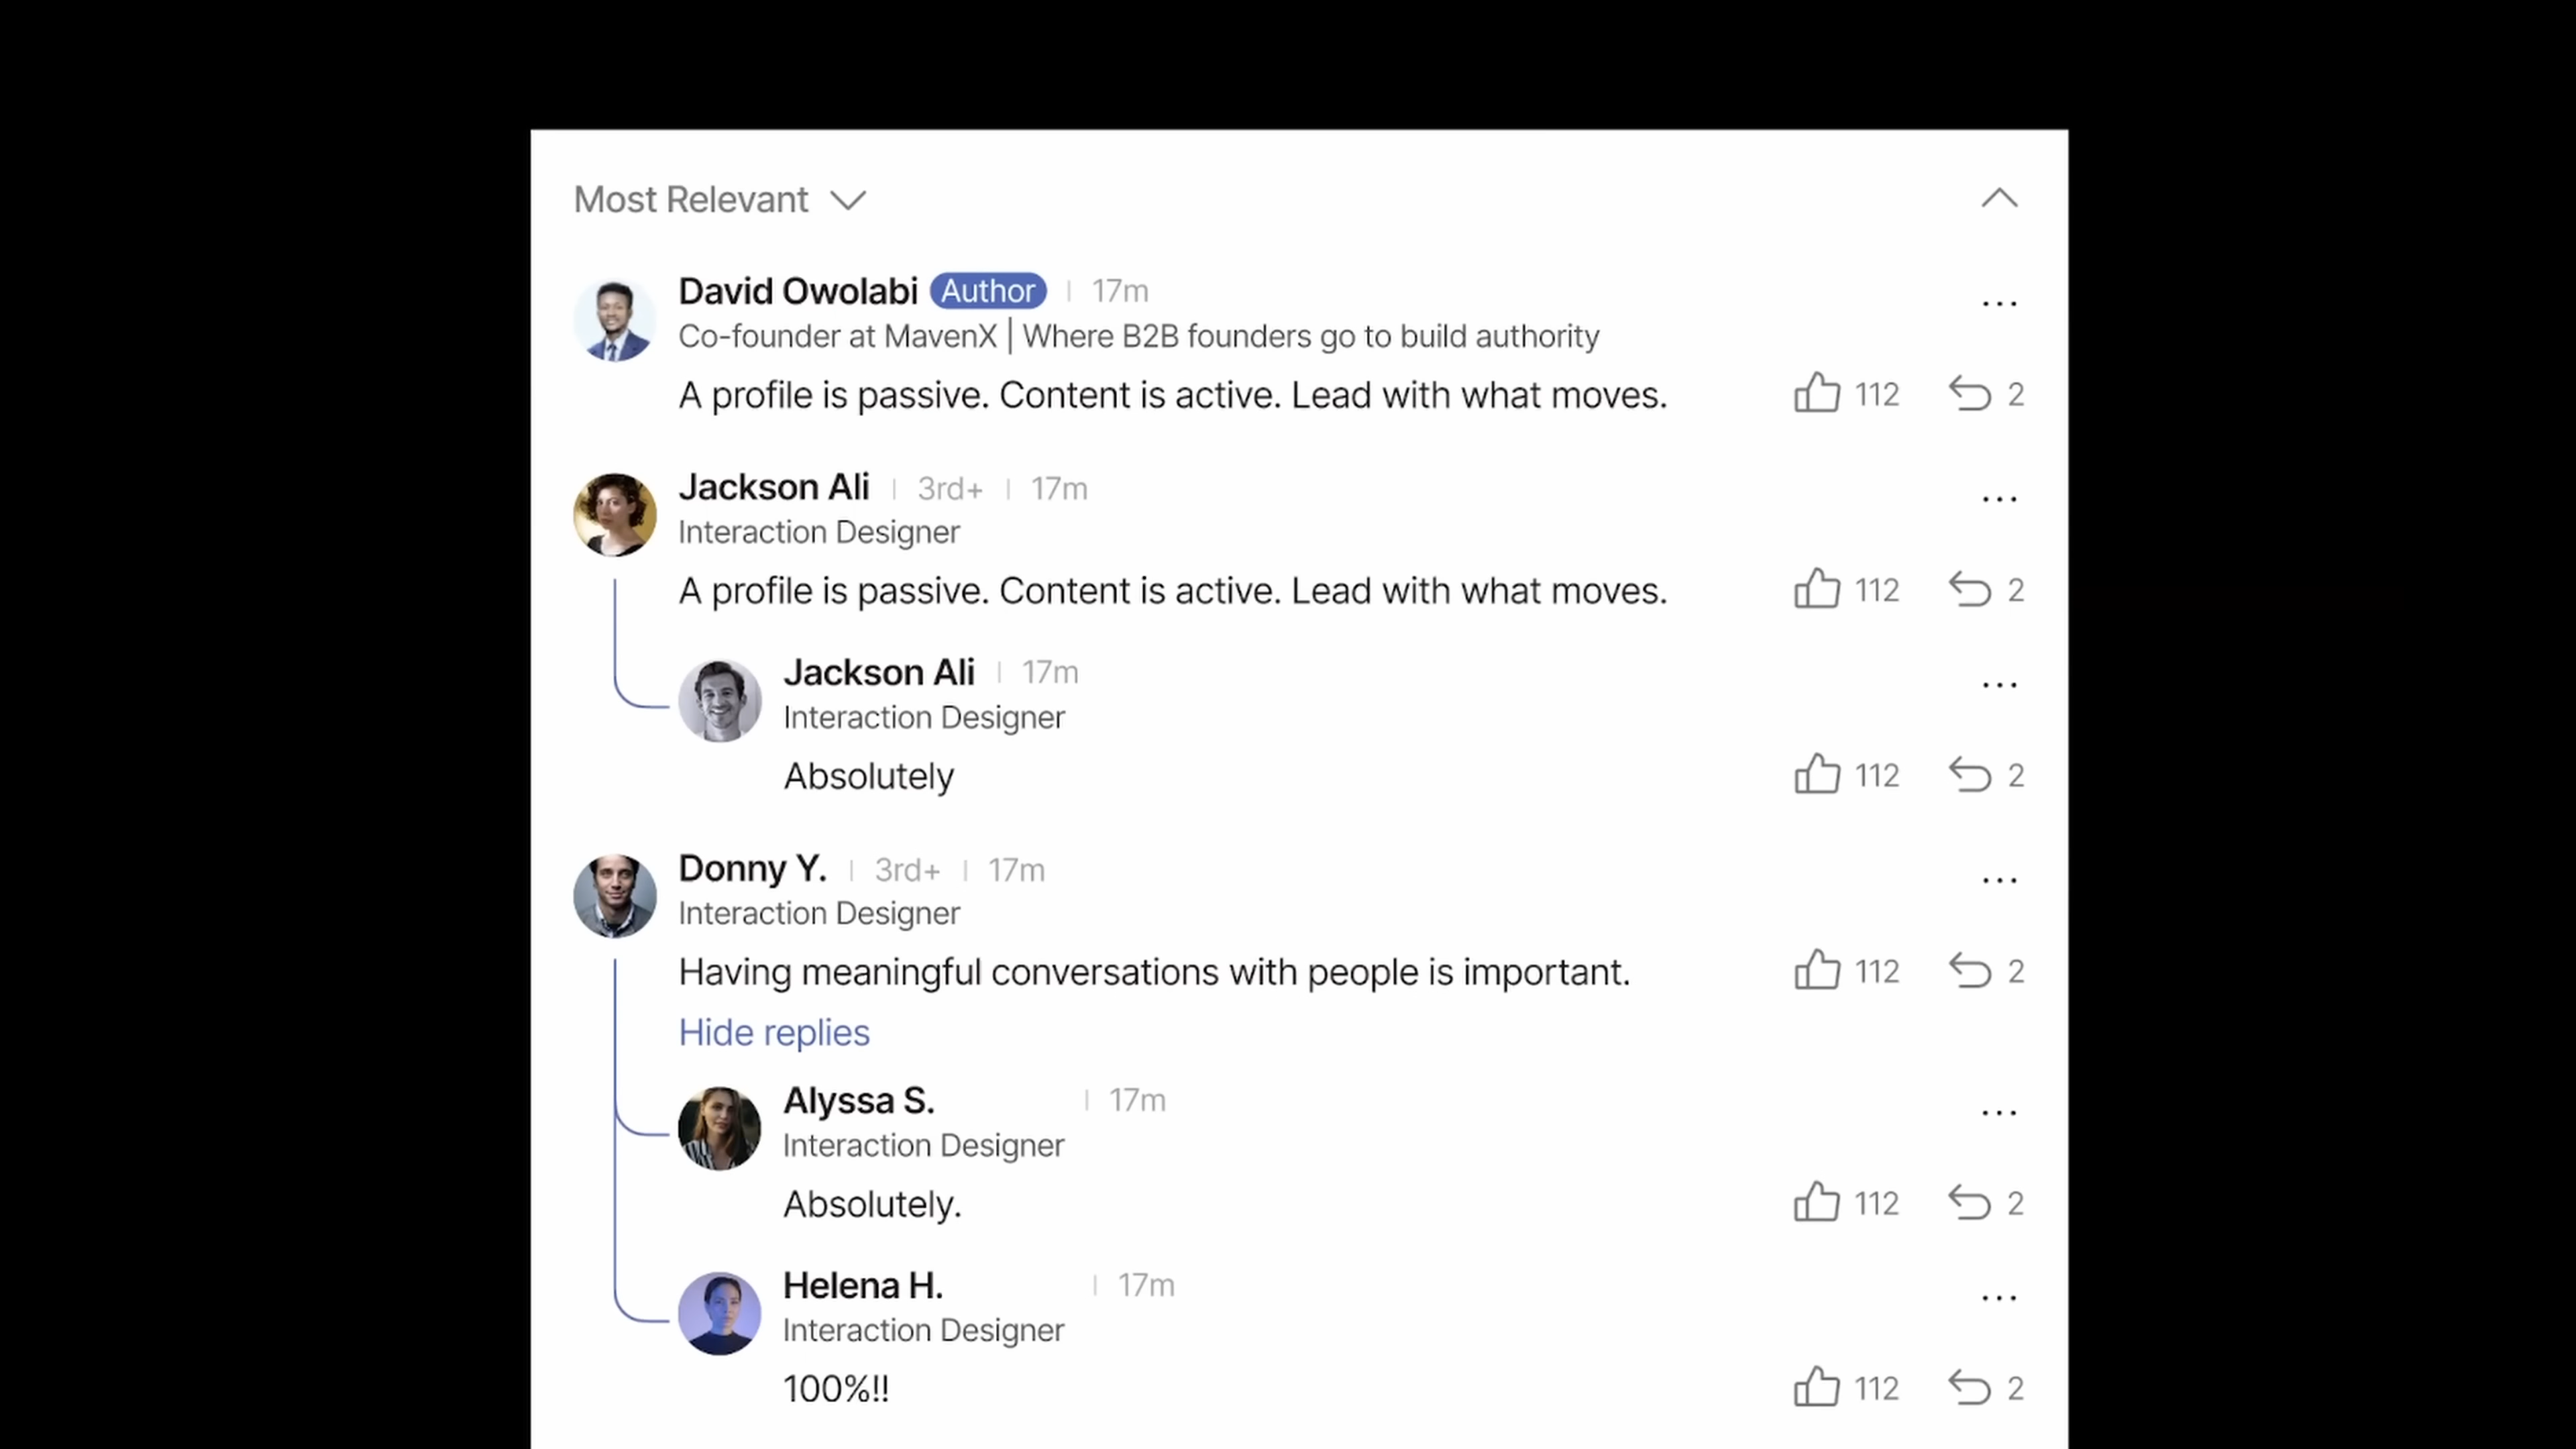 Most Relevant
David Owolabi Author | 17m
Co-founder at MavenX | Where B2B founders go to build authority
A profile is passive. Content is active. Lead with what moves. 112 2
Jackson Ali | 3rd+ | 17m
Interaction Designer
A profile is passive. Content is active. Lead with what moves. 112 2
Jackson Ali | 17m
Interaction Designer
Absolutely 112 2
Donny Y. | 3rd+ | 17m
Interaction Designer
Having meaningful conversations with people is important. 112 2
Hide replies
Alyssa S. | 17m
Interaction Designer
Absolutely. 112 2
Helena H. | 17m
Interaction Designer
100%!! 112 2